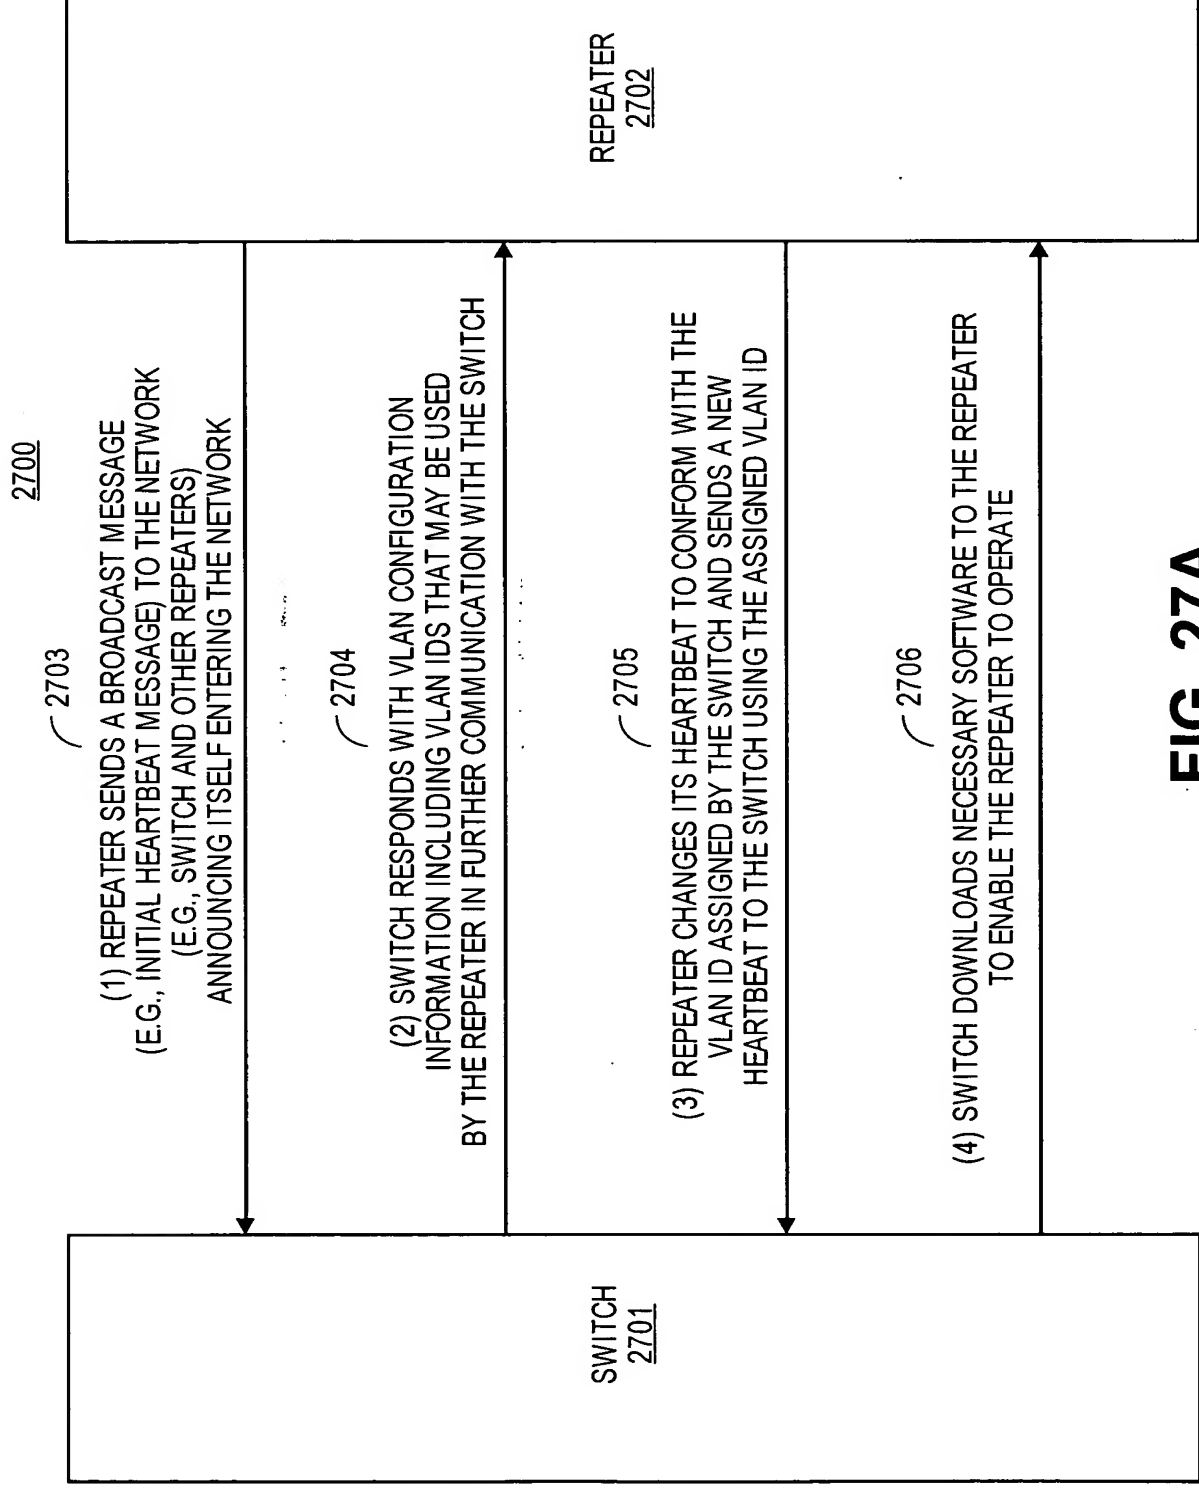 2700
SWITCH
2701
REPEATER
2702
2703
(1) REPEATER SENDS A BROADCAST MESSAGE
(E.G., INITIAL HEARTBEAT MESSAGE) TO THE NETWORK
(E.G., SWITCH AND OTHER REPEATERS)
ANNOUNCING ITSELF ENTERING THE NETWORK
2704
(2) SWITCH RESPONDS WITH VLAN CONFIGURATION
INFORMATION INCLUDING VLAN IDS THAT MAY BE USED
BY THE REPEATER IN FURTHER COMMUNICATION WITH THE SWITCH
2705
(3) REPEATER CHANGES ITS HEARTBEAT TO CONFORM WITH THE
VLAN ID ASSIGNED BY THE SWITCH AND SENDS A NEW
HEARTBEAT TO THE SWITCH USING THE ASSIGNED VLAN ID
2706
(4) SWITCH DOWNLOADS NECESSARY SOFTWARE TO THE REPEATER
TO ENABLE THE REPEATER TO OPERATE
FIG 27A